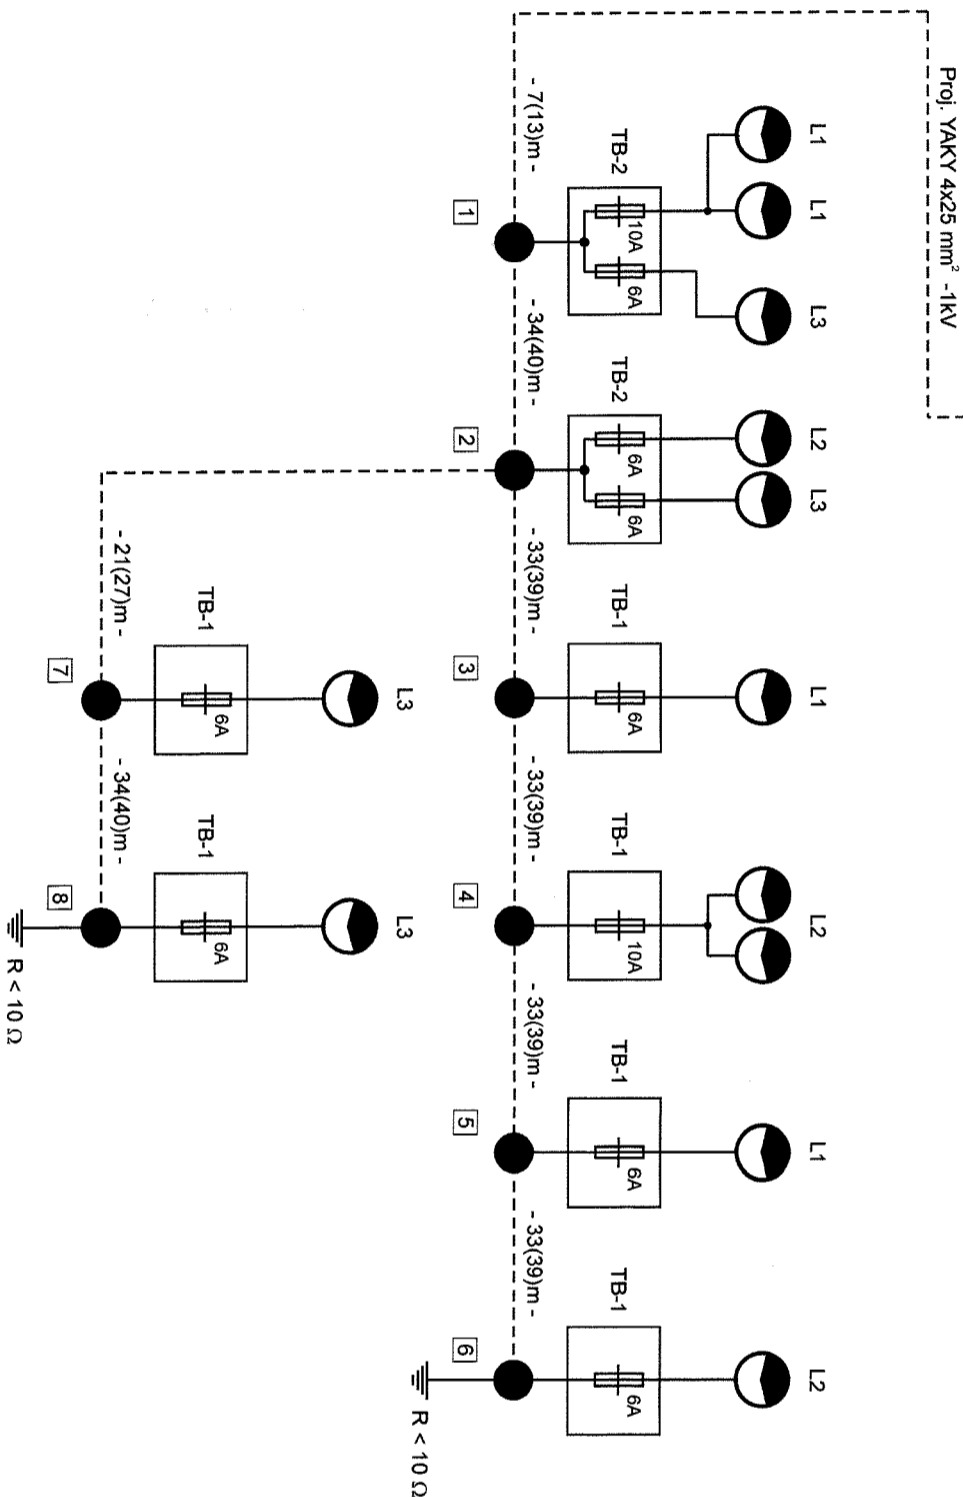 Proj. YAKY 4x25 mm² -1kV
L1
L1
L3
L2
L3
L1
L2
L1
L2
TB-2
10A
6A
TB-2
6A
6A
TB-1
6A
TB-1
10A
TB-1
6A
TB-1
6A
- 7(13)m -
- 34(40)m -
- 33(39)m -
- 33(39)m -
- 33(39)m -
- 33(39)m -
1
2
3
4
5
6
R < 10 Ω
L3
L3
TB-1
6A
TB-1
6A
- 21(27)m -
- 34(40)m -
7
8
R < 10 Ω